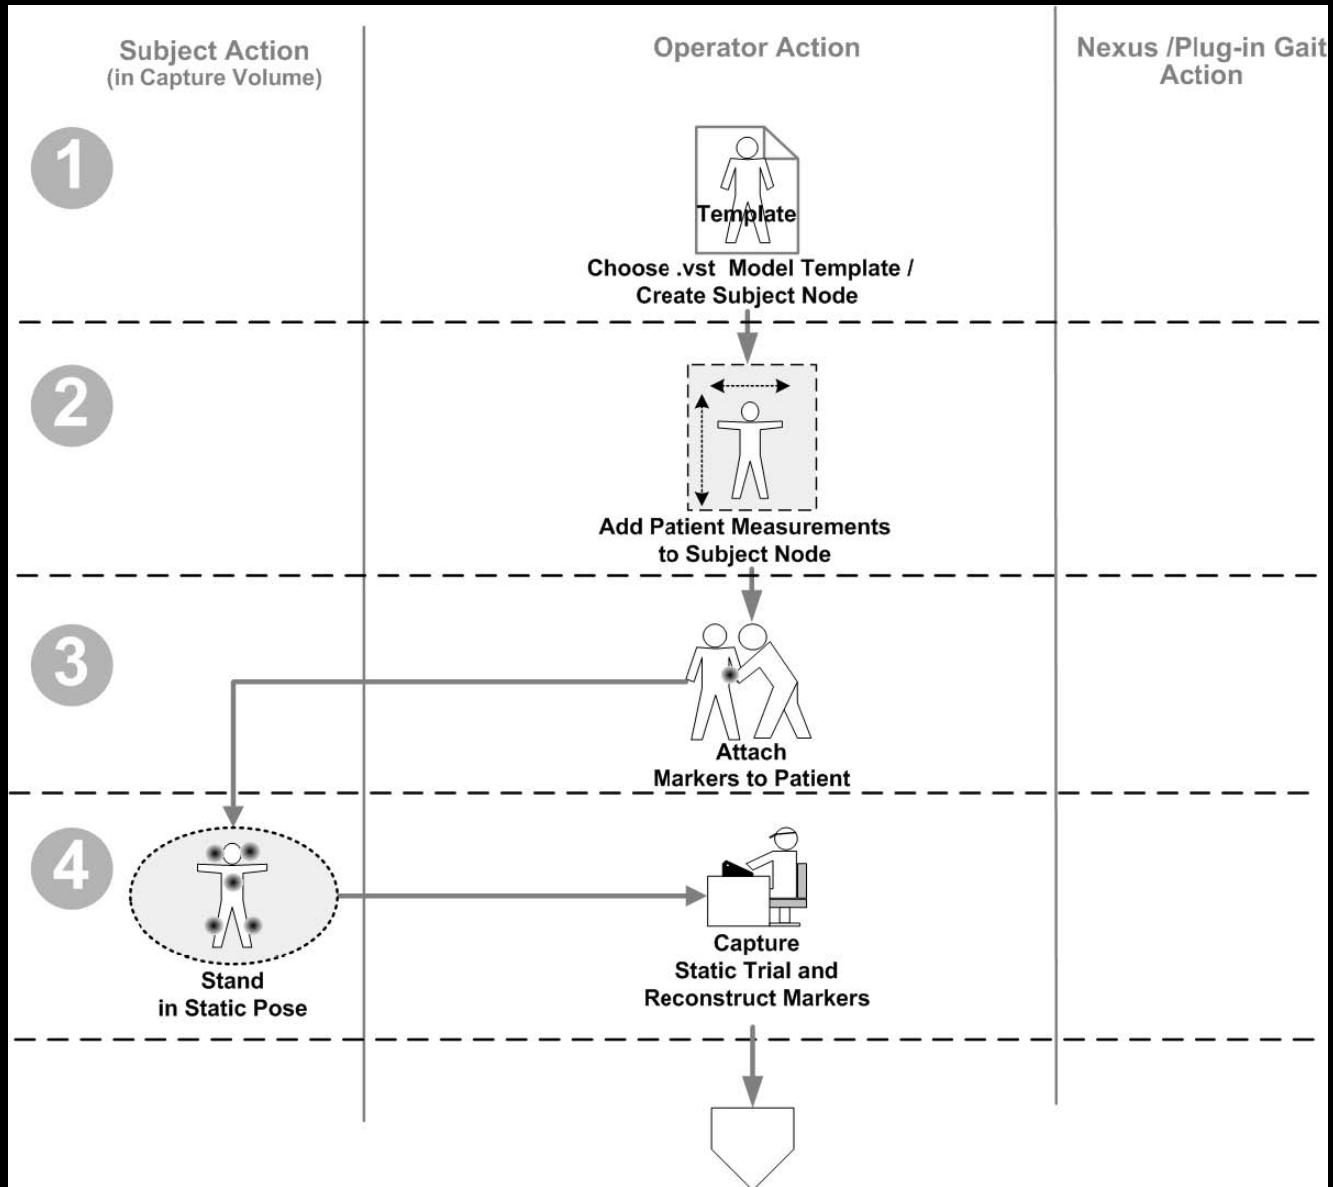 Subject Action
(in Capture Volume)
Operator Action
Nexus /Plug-in Gait
Action
1
Template
Choose .vst Model Template /
Create Subject Node
2
Add Patient Measurements
to Subject Node
3
Attach
Markers to Patient
4
Stand
in Static Pose
Capture
Static Trial and
Reconstruct Markers